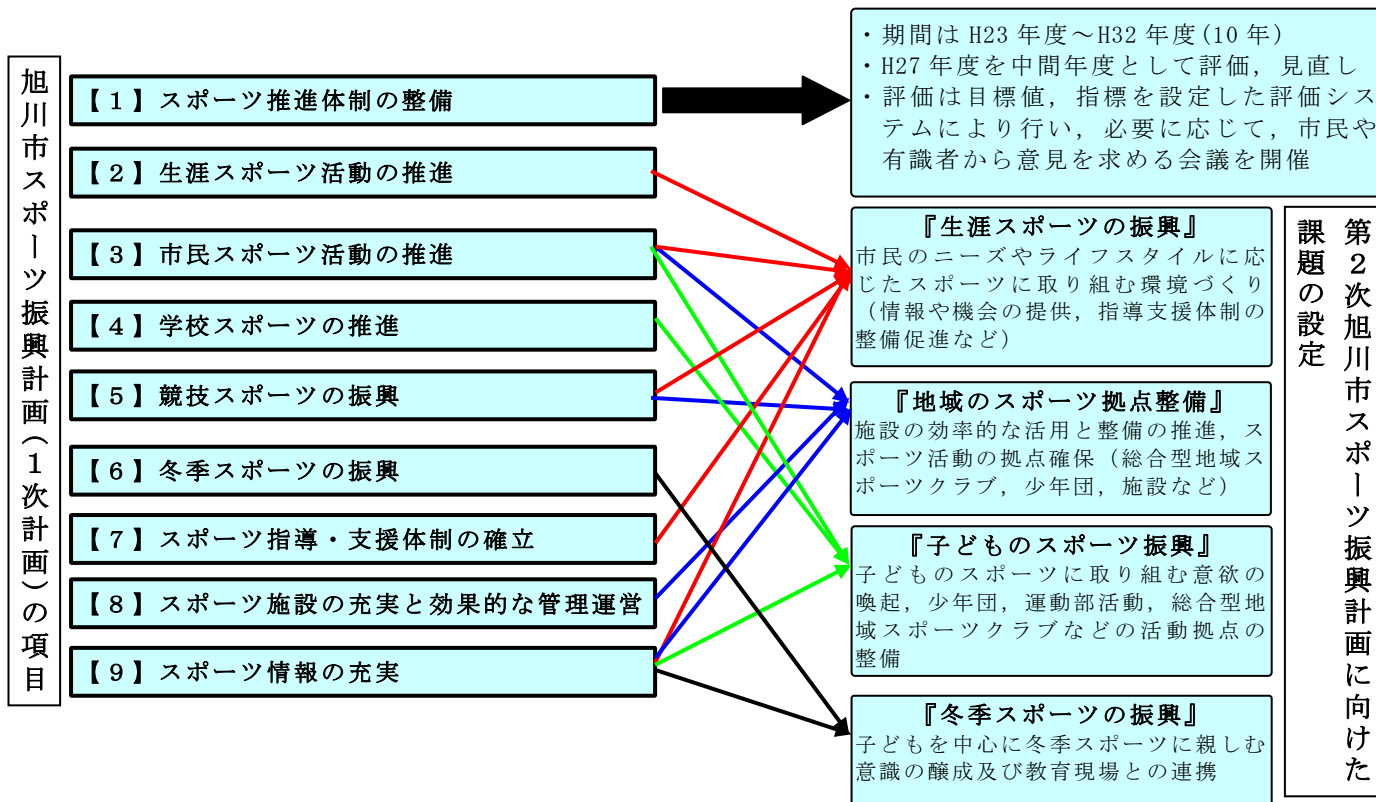 旭川市スポーツ振興計画(1次計画)の項目
【1】スポーツ推進体制の整備
【2】生涯スポーツ活動の推進
【3】市民スポーツ活動の推進
【4】学校スポーツの推進
【5】競技スポーツの振興
【6】冬季スポーツの振興
【7】スポーツ指導・支援体制の確立
【8】スポーツ施設の充実と効果的な管理運営
【9】スポーツ情報の充実
・期間は H23 年度～H32 年度(10 年)
・H27 年度を中間年度として評価，見直し
・評価は目標値，指標を設定した評価シス
テムにより行い，必要に応じて，市民や
有識者から意見を求める会議を開催
『生涯スポーツの振興』
市民のニーズやライフスタイルに応
じたスポーツに取り組む環境づくり
（情報や機会の提供，指導支援体制の
整備促進など）
『地域のスポーツ拠点整備』
施設の効率的な活用と整備の推進，ス
ポーツ活動の拠点確保（総合型地域ス
ポーツクラブ，少年団，施設など）
『子どものスポーツ振興』
子どものスポーツに取り組む意欲の
喚起，少年団，運動部活動，総合型地
域スポーツクラブなどの活動拠点の
整備
『冬季スポーツの振興』
子どもを中心に冬季スポーツに親しむ
意識の醸成及び教育現場との連携
第2次旭川市スポーツ振興計画に向けた
課題の設定